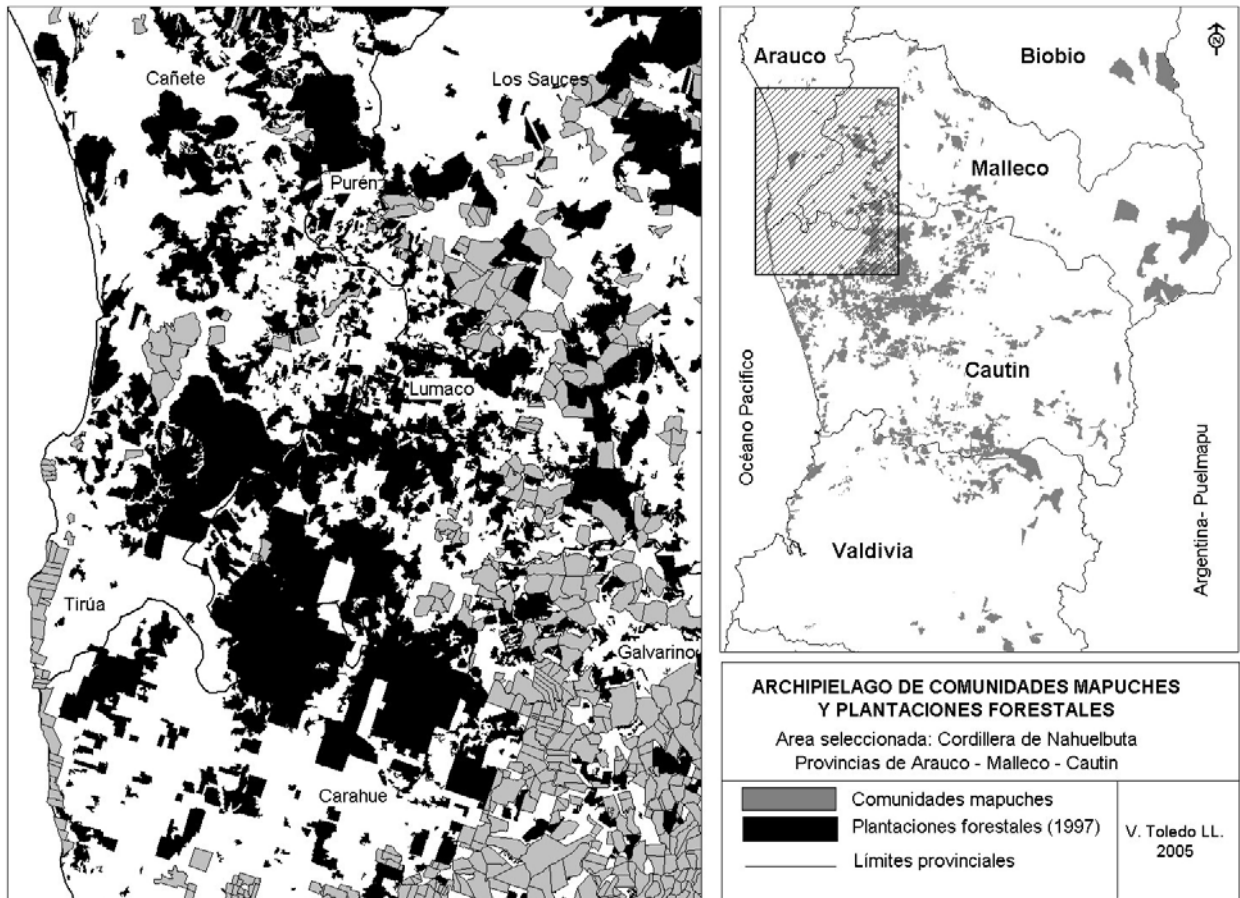 Cañete
Los Sauces
Purén
Lumaco
Tirúa
Galvarino
Carahue
Arauco
Biobio
Malleco
Cautin
Valdivia
Océano Pacífico
Argentina- Puelmapu
N
ARCHIPIELAGO DE COMUNIDADES MAPUCHES
Y PLANTACIONES FORESTALES
Area seleccionada: Cordillera de Nahuelbuta
Provincias de Arauco - Malleco - Cautin
Comunidades mapuches
Plantaciones forestales (1997)
Límites provinciales
V. Toledo LL.
2005